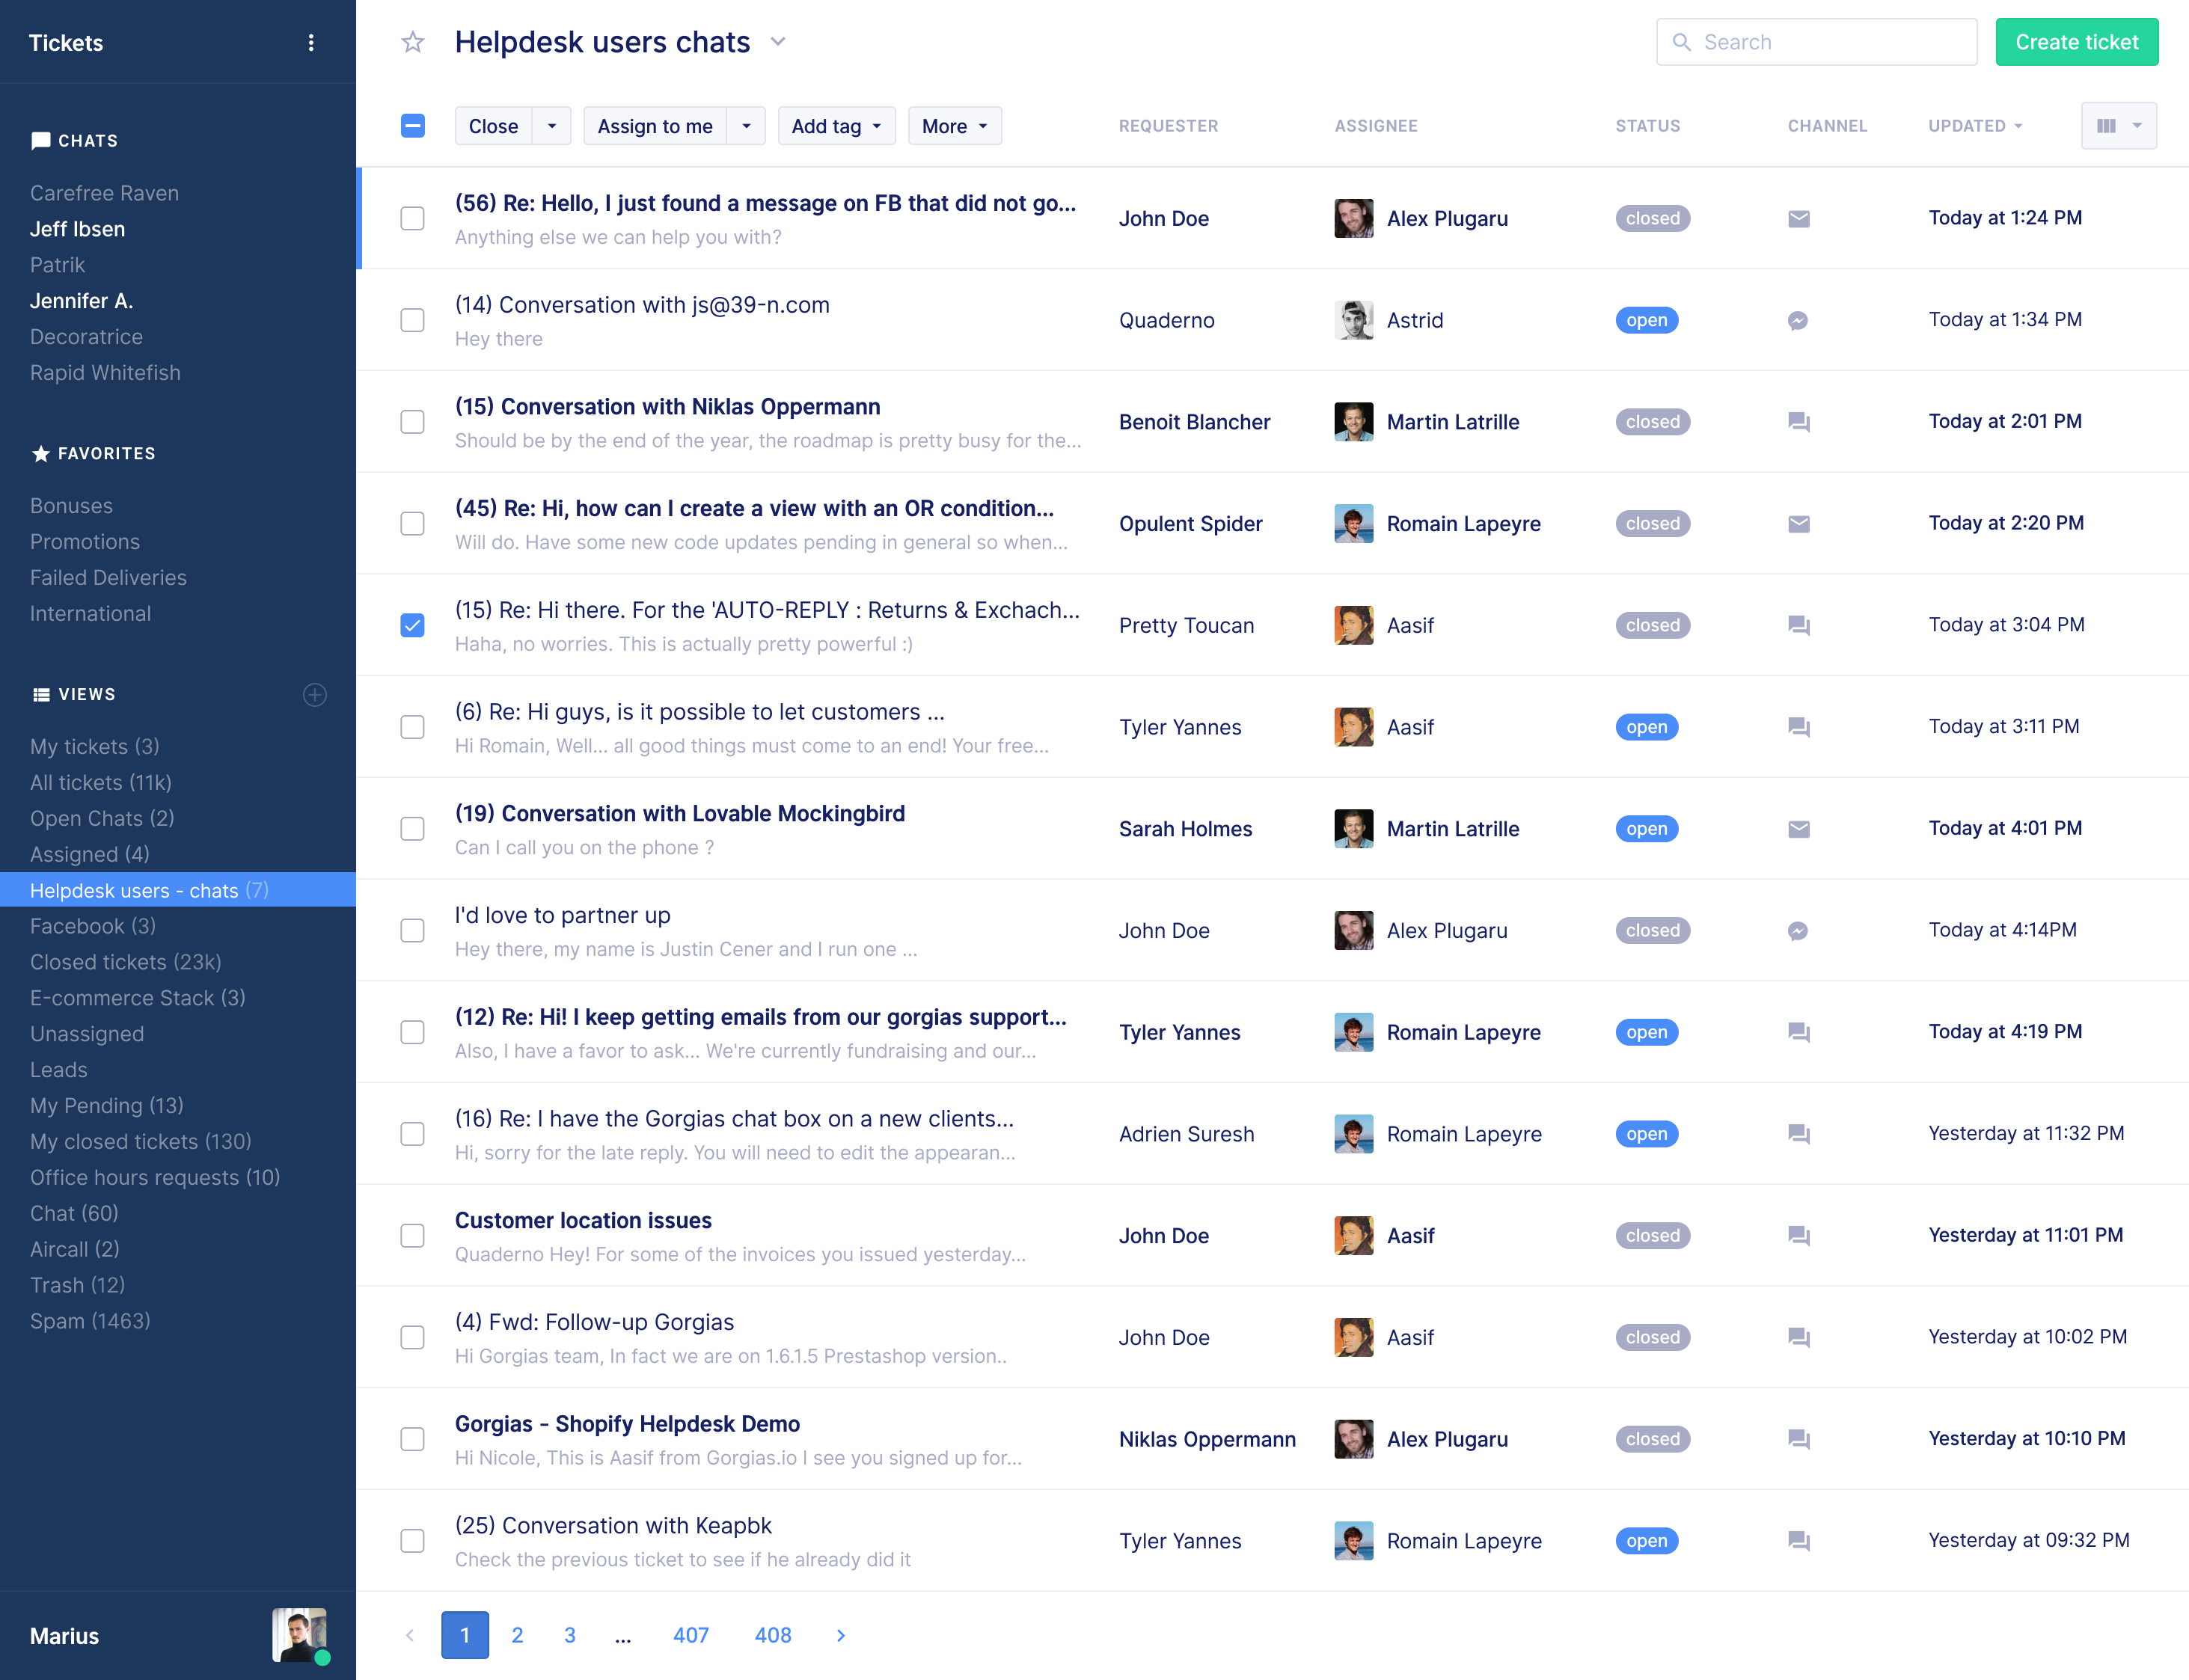 Tickets
CHATS
Carefree Raven
Jeff Ibsen
Patrik
Jennifer A.
Decoratrice
Rapid Whitefish
FAVORITES
Bonuses
Promotions
Failed Deliveries
International
VIEWS
My tickets (3)
All tickets (11k)
Open Chats (2)
Assigned (4)
Helpdesk users - chats (7)
Facebook (3)
Closed tickets (23k)
E-commerce Stack (3)
Unassigned
Leads
My Pending (13)
My closed tickets (130)
Office hours requests (10)
Chat (60)
Aircall (2)
Trash (12)
Spam (1463)
Marius
Helpdesk users chats
Search
Create ticket
Close Assign to me Add tag More REQUESTER ASSIGNEE STATUS CHANNEL UPDATED
(56) Re: Hello, I just found a message on FB that did not go...
Anything else we can help you with?
John Doe Alex Plugaru closed Today at 1:24 PM
(14) Conversation with js@39-n.com
Hey there
Quaderno Astrid open Today at 1:34 PM
(15) Conversation with Niklas Oppermann
Should be by the end of the year, the roadmap is pretty busy for the...
Benoit Blancher Martin Latrille closed Today at 2:01 PM
(45) Re: Hi, how can I create a view with an OR condition...
Will do. Have some new code updates pending in general so when...
Opulent Spider Romain Lapeyre closed Today at 2:20 PM
(15) Re: Hi there. For the 'AUTO-REPLY : Returns & Exchach...
Haha, no worries. This is actually pretty powerful :)
Pretty Toucan Aasif closed Today at 3:04 PM
(6) Re: Hi guys, is it possible to let customers ...
Hi Romain, Well... all good things must come to an end! Your free...
Tyler Yannes Aasif open Today at 3:11 PM
(19) Conversation with Lovable Mockingbird
Can I call you on the phone ?
Sarah Holmes Martin Latrille open Today at 4:01 PM
I'd love to partner up
Hey there, my name is Justin Cener and I run one ...
John Doe Alex Plugaru closed Today at 4:14PM
(12) Re: Hi! I keep getting emails from our gorgias support...
Also, I have a favor to ask... We're currently fundraising and our...
Tyler Yannes Romain Lapeyre open Today at 4:19 PM
(16) Re: I have the Gorgias chat box on a new clients...
Hi, sorry for the late reply. You will need to edit the appearan...
Adrien Suresh Romain Lapeyre open Yesterday at 11:32 PM
Customer location issues
Quaderno Hey! For some of the invoices you issued yesterday...
John Doe Aasif closed Yesterday at 11:01 PM
(4) Fwd: Follow-up Gorgias
Hi Gorgias team, In fact we are on 1.6.1.5 Prestashop version..
John Doe Aasif closed Yesterday at 10:02 PM
Gorgias - Shopify Helpdesk Demo
Hi Nicole, This is Aasif from Gorgias.io I see you signed up for...
Niklas Oppermann Alex Plugaru closed Yesterday at 10:10 PM
(25) Conversation with Keapbk
Check the previous ticket to see if he already did it
Tyler Yannes Romain Lapeyre open Yesterday at 09:32 PM
1 2 3 ... 407 408